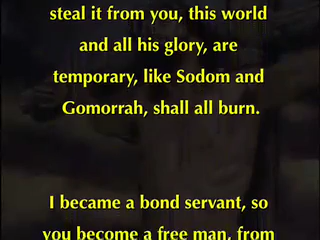 steal it from you, this world
and all his glory, are
temporary, like Sodom and
Gomorrah, shall all burn.
I became a bond servant, so
you become a free man, from